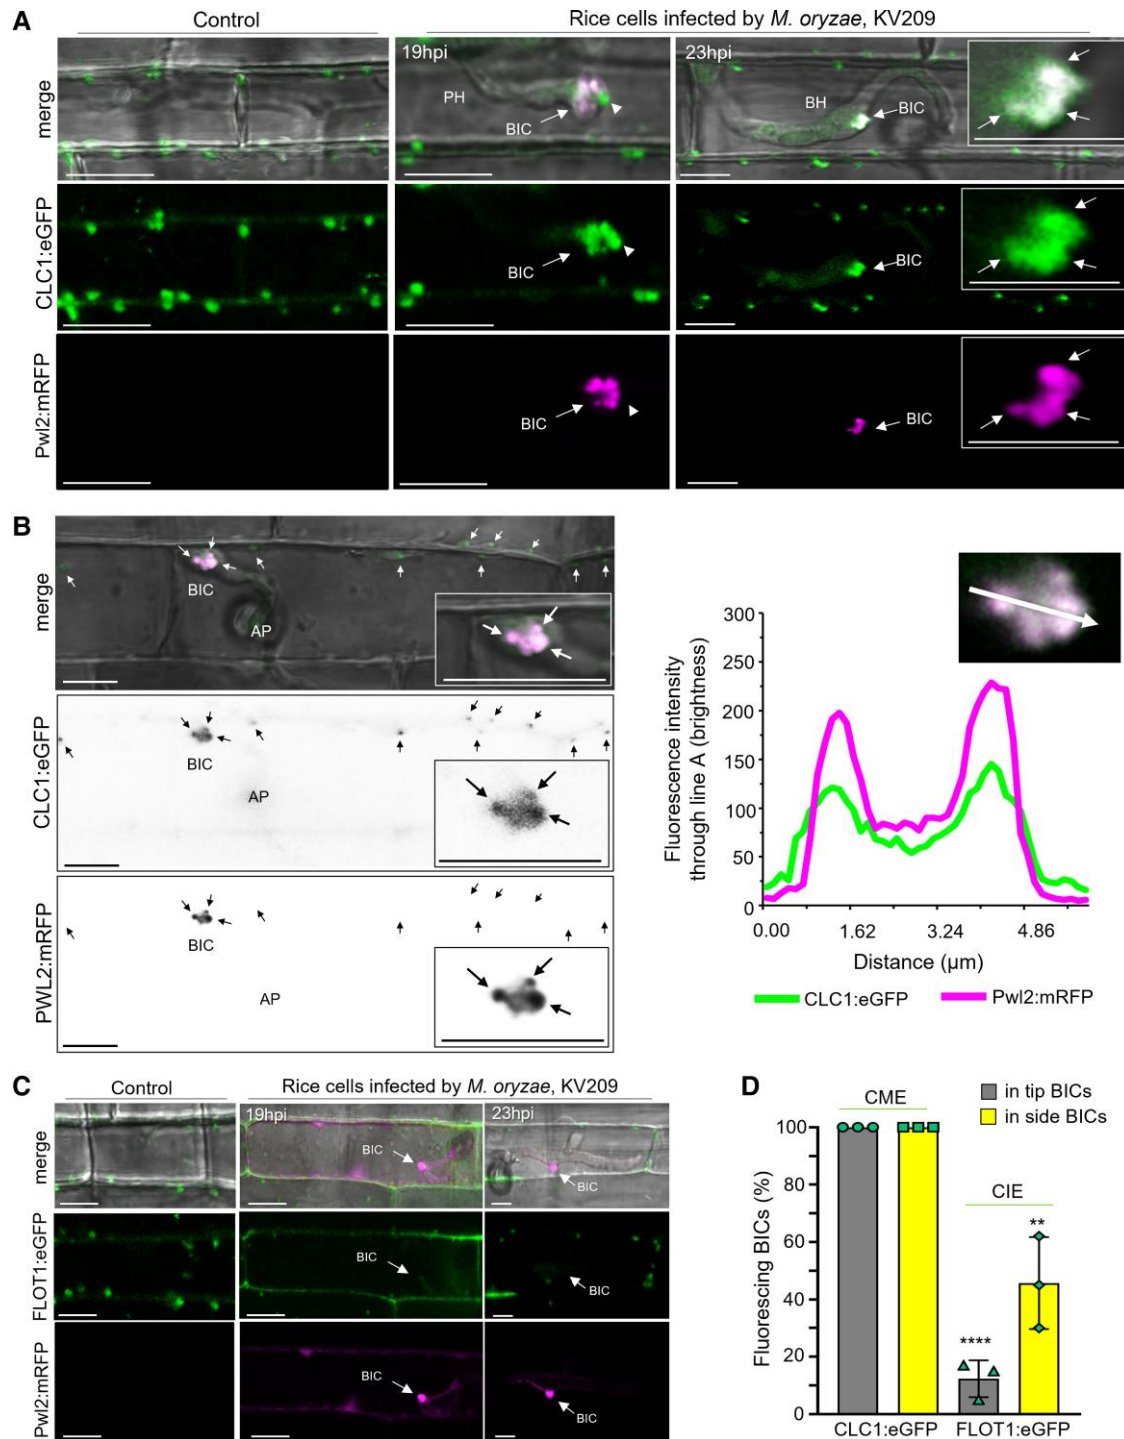 A
Control
Rice cells infected by M. oryzae, KV209
merge
19hpi
PH
BIC
23hpi
BH
BIC
CLC1:eGFP
BIC
BIC
Pwl2:mRFP
BIC
BIC
B
merge
BIC
AP
CLC1:eGFP
BIC
AP
PWL2:mRFP
BIC
AP
Fluorescence intensity
through line A (brightness)
300
250
200
150
100
50
0
0.00 1.62 3.24 4.86
Distance (µm)
CLC1:eGFP Pwl2:mRFP
C
Control
Rice cells infected by M. oryzae, KV209
merge
19hpi
BIC
23hpi
BIC
FLOT1:eGFP
BIC
BIC
Pwl2:mRFP
BIC
BIC
D
in tip BICs
in side BICs
CME
CIE
**
****
Fluorescing BICs (%)
100
80
60
40
20
0
CLC1:eGFP FLOT1:eGFP